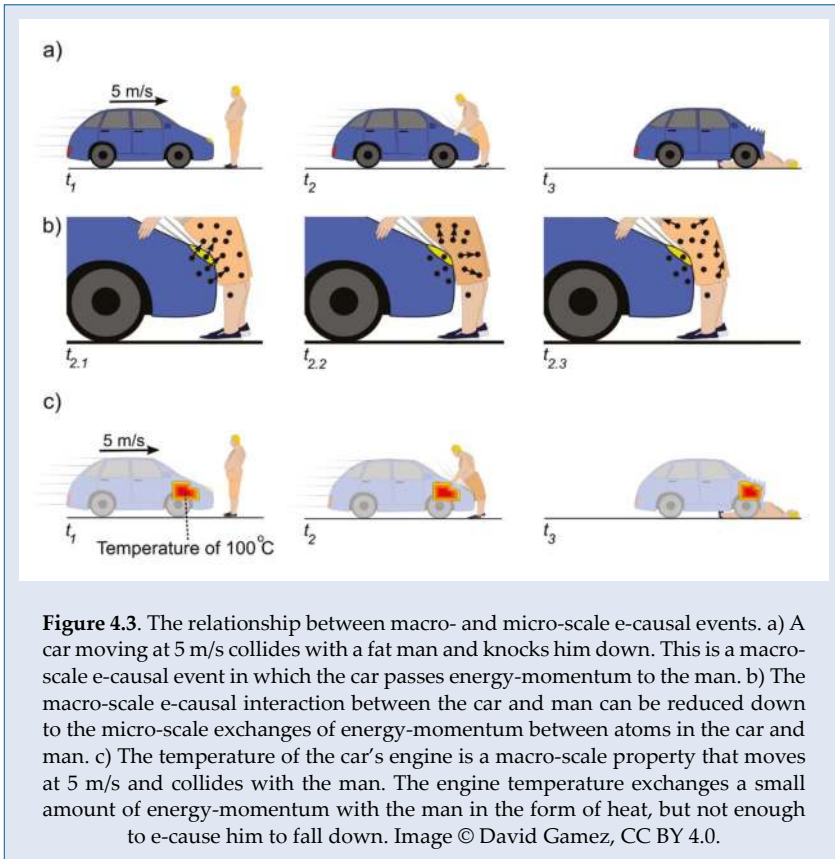 a)
5 m/s
t1 t2 t3
b)
t2.1 t2.2 t2.3
c)
5 m/s
t1 t2 t3
Temperature of 100°C
Figure 4.3. The relationship between macro- and micro-scale e-causal events. a) A
car moving at 5 m/s collides with a fat man and knocks him down. This is a macro-
scale e-causal event in which the car passes energy-momentum to the man. b) The
macro-scale e-causal interaction between the car and man can be reduced down
to the micro-scale exchanges of energy-momentum between atoms in the car and
man. c) The temperature of the car's engine is a macro-scale property that moves
at 5 m/s and collides with the man. The engine temperature exchanges a small
amount of energy-momentum with the man in the form of heat, but not enough
to e-cause him to fall down. Image © David Gamez, CC BY 4.0.